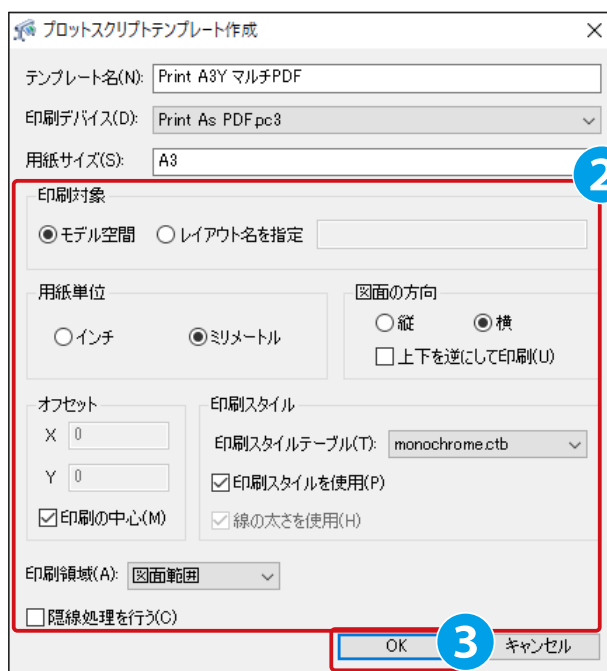 プロットスクリプトテンプレート作成
テンプレート名(N): Print A3Y マルチPDF
印刷デバイス(D): Print As PDF.pc3
用紙サイズ(S): A3
2
印刷対象
モデル空間 レイアウト名を指定
用紙単位 図面の方向
インチ ミリメートル 縦 横
上下を逆にして印刷(U)
オフセット 印刷スタイル
X 0
印刷スタイルテーブル(T): monochrome.ctb
Y 0 印刷スタイルを使用(P)
印刷の中心(M) 線の太さを使用(H)
印刷領域(A): 図面範囲
隠線処理を行う(C)
OK 3 キャンセル